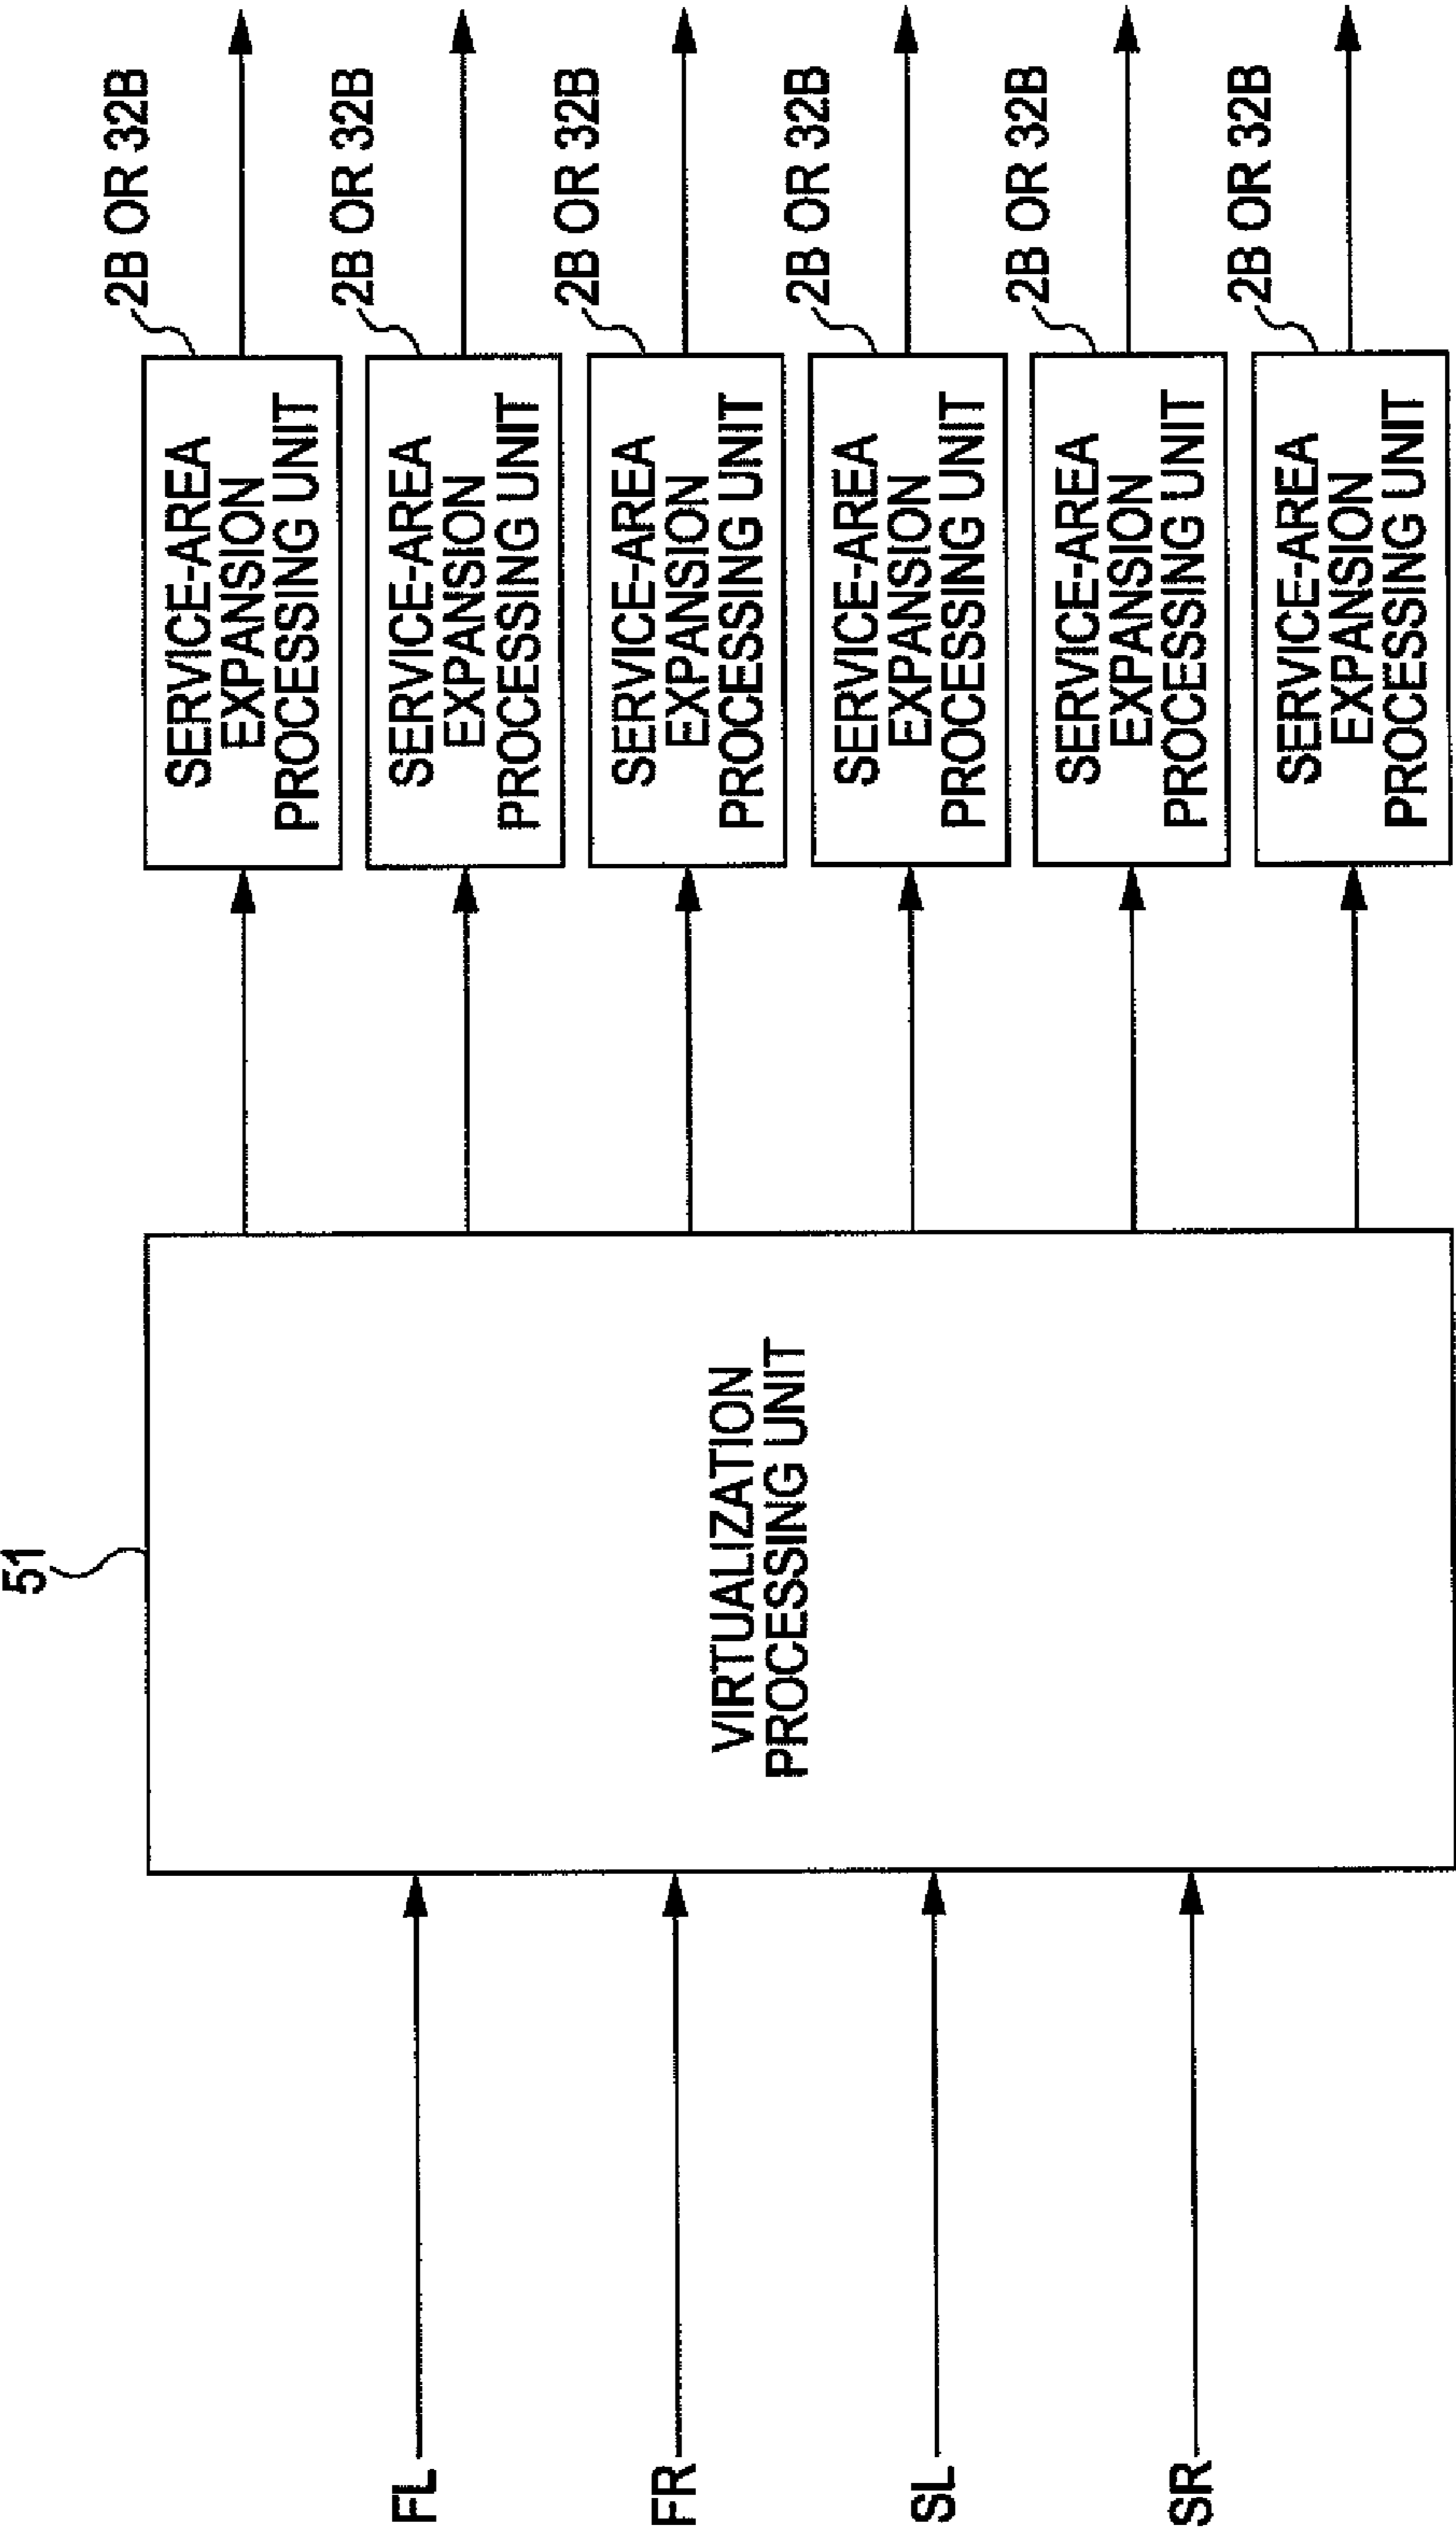 51
FL
FR
SL
SR
VIRTUALIZATION
PROCESSING UNIT
2B OR 32B
SERVICE-AREA
EXPANSION
PROCESSING UNIT
2B OR 32B
SERVICE-AREA
EXPANSION
PROCESSING UNIT
2B OR 32B
SERVICE-AREA
EXPANSION
PROCESSING UNIT
2B OR 32B
SERVICE-AREA
EXPANSION
PROCESSING UNIT
2B OR 32B
SERVICE-AREA
EXPANSION
PROCESSING UNIT
2B OR 32B
SERVICE-AREA
EXPANSION
PROCESSING UNIT